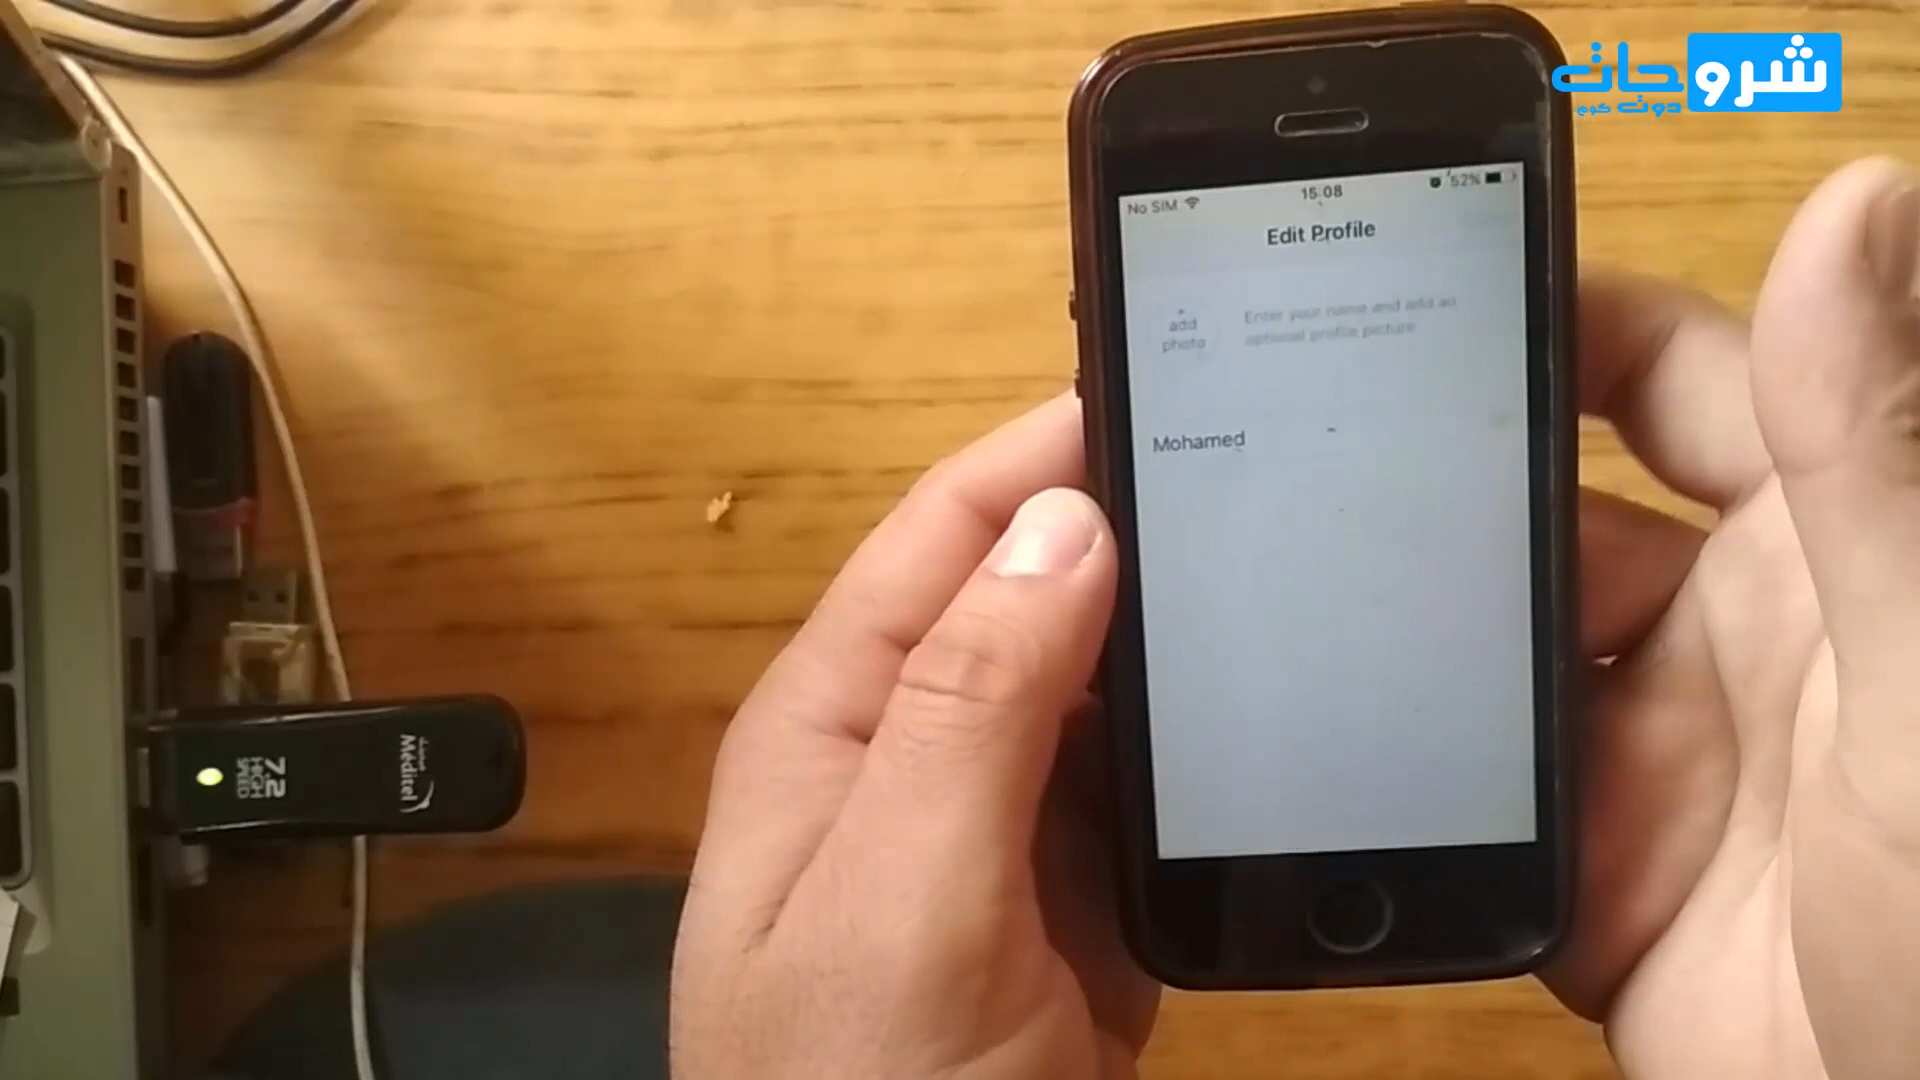 شروحات
دوت كوم
No SIM
15:08
52%
Edit Profile
add
photo
Enter your name and add an
optional profile picture
Mohamed
7.2
HIGH
SPEED
Méditel